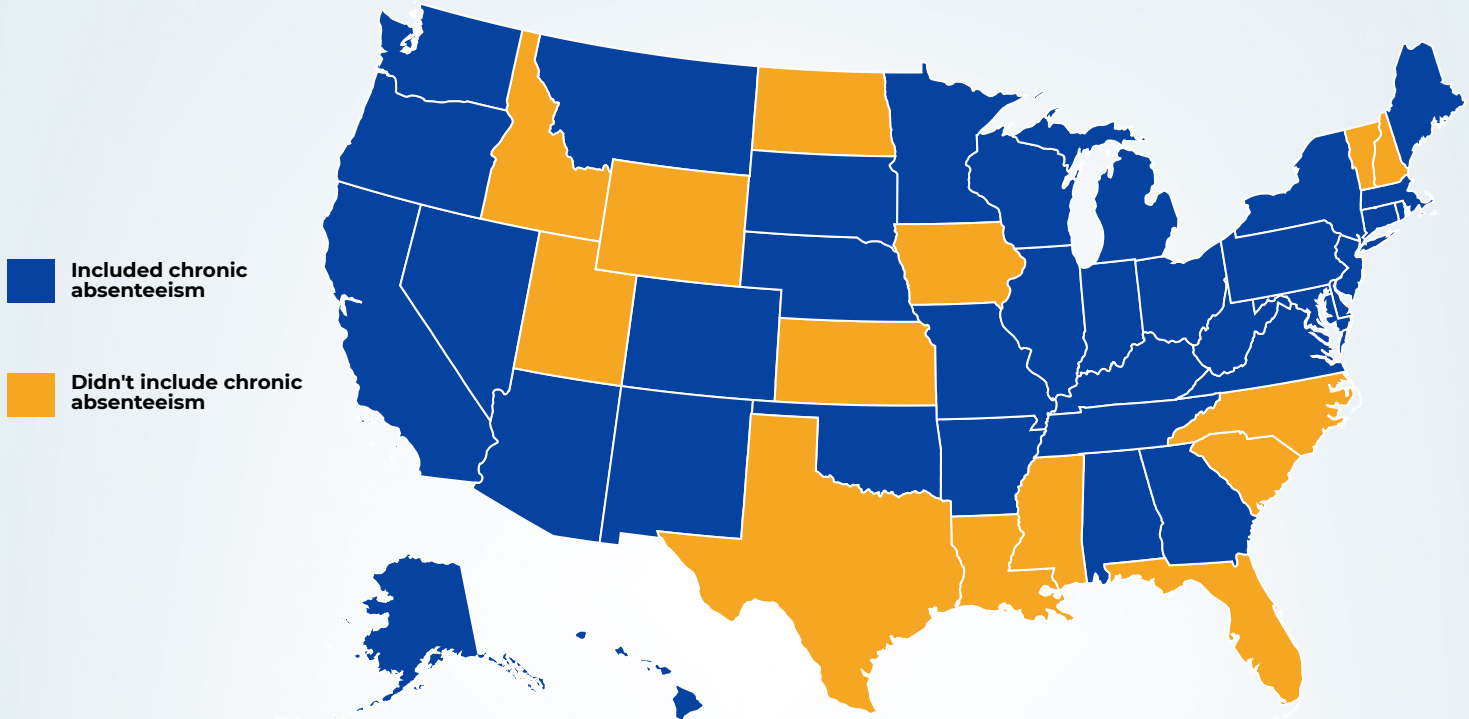 Included chronic
absenteeism
Didn't include chronic
absenteeism